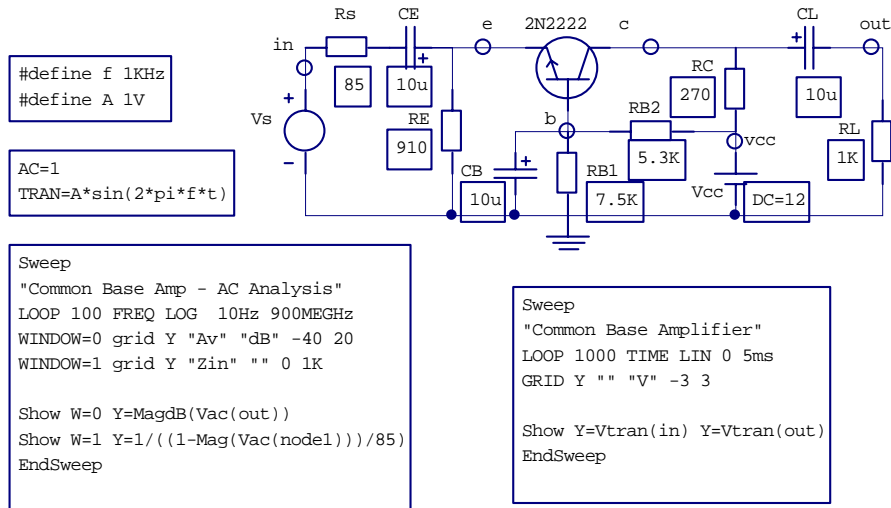 Rs
CE
e
2N2222
c
CL
out
in
#define f 1KHz
#define A 1V
85
10u
RC
270
10u
Vs
RE
910
b
RB2
5.3K
vcc
RL
1K
AC=1
TRAN=A*sin(2*pi*f*t)
CB
10u
RB1
7.5K
Vcc
DC=12
Sweep
"Common Base Amp - AC Analysis"
LOOP 100 FREQ LOG  10Hz 900MEGHz
WINDOW=0 grid Y "Av" "dB" -40 20
WINDOW=1 grid Y "Zin" "" 0 1K
Show W=0 Y=MagdB(Vac(out))
Show W=1 Y=1/((1-Mag(Vac(node1)))/85)
EndSweep
Sweep
"Common Base Amplifier"
LOOP 1000 TIME LIN 0 5ms
GRID Y "" "V" -3 3
Show Y=Vtran(in) Y=Vtran(out)
EndSweep